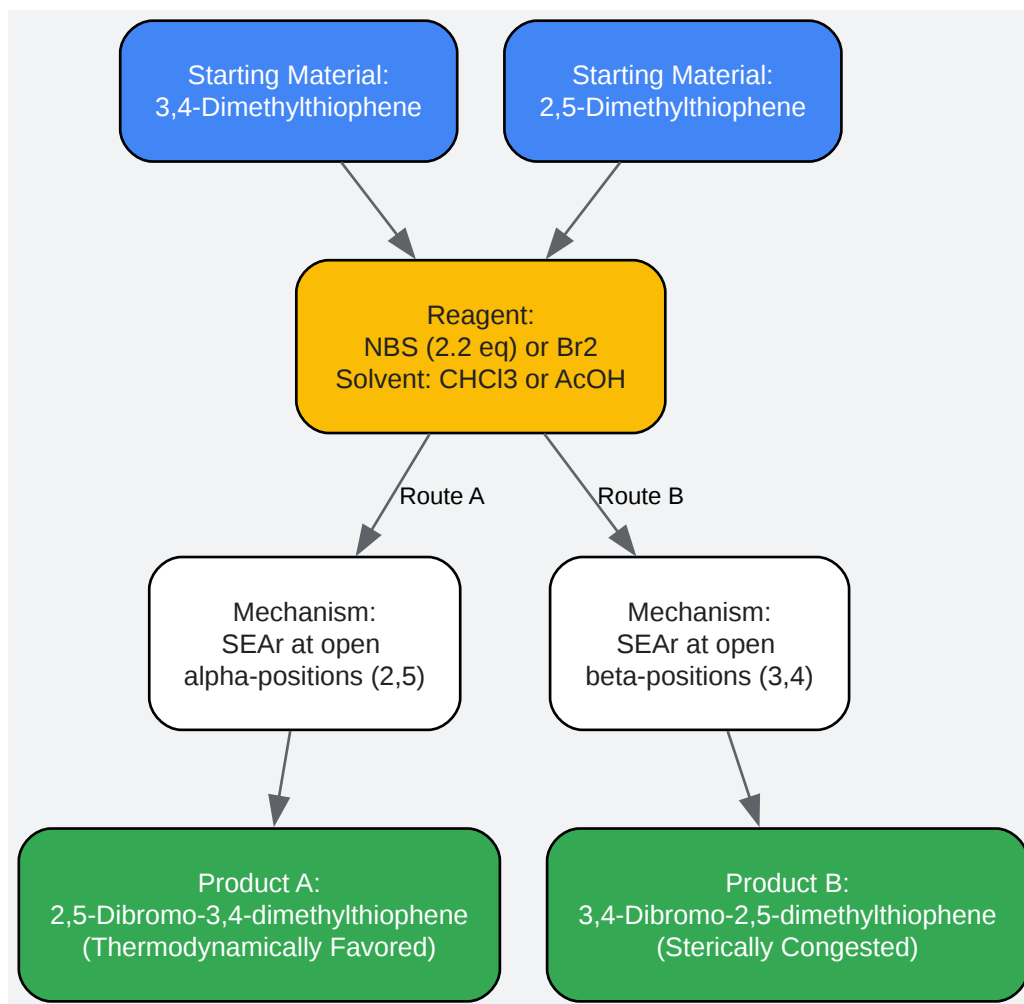 Starting Material:
3,4-Dimethylthiophene
Starting Material:
2,5-Dimethylthiophene
Reagent:
NBS (2.2 eq) or Br2
Solvent: CHCl3 or AcOH
Route A
Route B
Mechanism:
SEAr at open
alpha-positions (2,5)
Mechanism:
SEAr at open
beta-positions (3,4)
Product A:
2,5-Dibromo-3,4-dimethylthiophene
(Thermodynamically Favored)
Product B:
3,4-Dibromo-2,5-dimethylthiophene
(Sterically Congested)